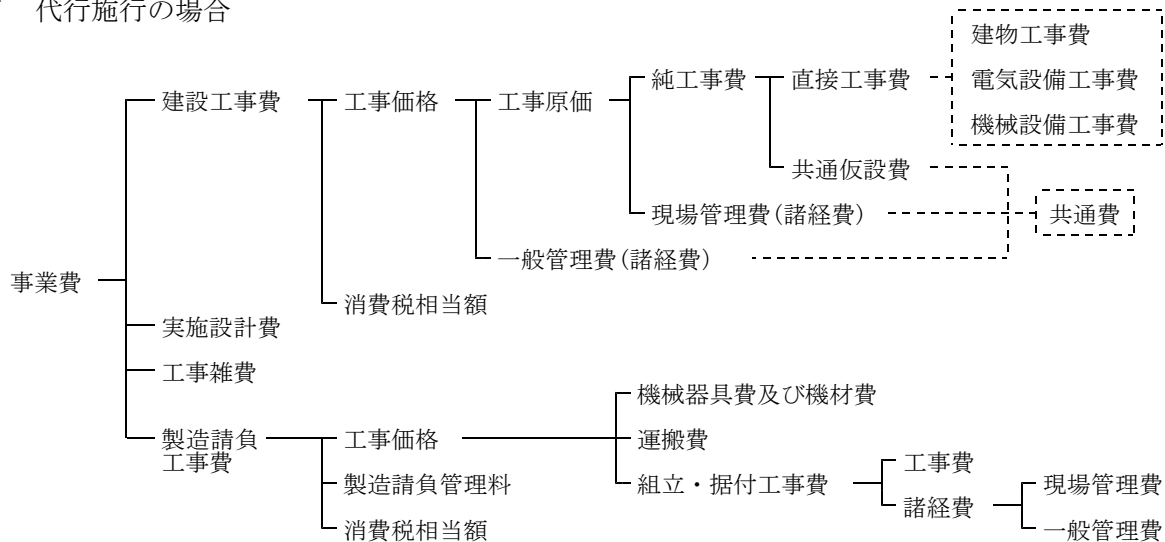 代行施行の場合
建物工事費
電気設備工事費
機械設備工事費
建設工事費
工事価格
工事原価
純工事費
直接工事費
共通仮設費
現場管理費(諸経費)
共通費
一般管理費(諸経費)
事業費
消費税相当額
実施設計費
工事雑費
機械器具費及び機材費
製造請負
工事費
工事価格
運搬費
工事費
製造請負管理料
組立・据付工事費
諸経費
現場管理費
消費税相当額
一般管理費